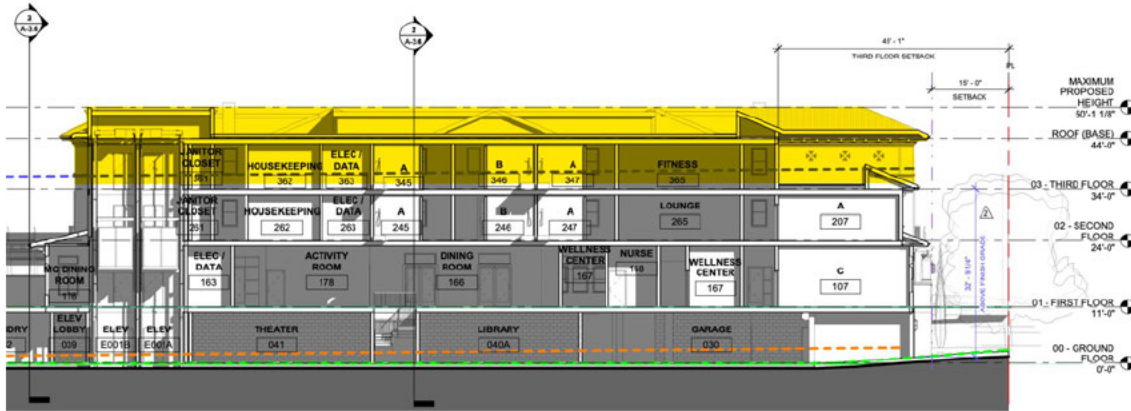 3
A-3.6
2
A-3.6
49' - 1"
THIRD FLOOR SETBACK
PL
15' - 0"
SETBACK
MAXIMUM
PROPOSED
HEIGHT
50'-1 1/8"
ROOF (BASE)
44'-0"
JANITOR
CLOSET
361
HOUSEKEEPING
362
ELEC /
DATA
363
A
345
B
346
A
347
FITNESS
365
03 - THIRD FLOOR
34'-0"
JANITOR
CLOSET
261
HOUSEKEEPING
262
ELEC /
DATA
263
A
245
B
246
A
247
LOUNGE
265
A
207
2
02 - SECOND
FLOOR
24'-0"
MC DINING
ROOM
176
ELEC /
DATA
163
ACTIVITY
ROOM
178
DINING
ROOM
166
WELLNESS
CENTER
167
NURSE
168
WELLNESS
CENTER
167
C
107
32' - 9 1/4"
ABOVE FINISH GRADE
01 - FIRST FLOOR
11'-0"
DRY
2
ELEV
LOBBY
039
ELEV
E001B
ELEV
E001A
THEATER
041
LIBRARY
040A
GARAGE
030
00 - GROUND
FLOOR
0'-0"